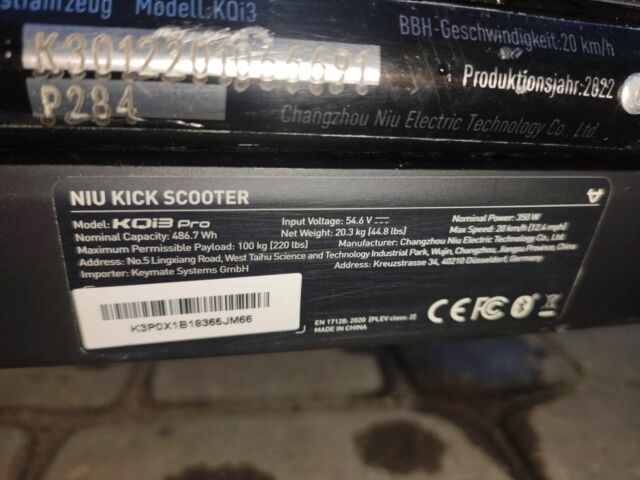 Modell:KQi3
BBH-Geschwindigkeit:20 km/h
K3012201066691
Produktionsjahr:2022
P284
Changzhou Niu Electric Technology Co., Ltd.
NIU KICK SCOOTER
Model: KQi3 Pro
Input Voltage: 54.6 V
Nominal Power: 350 W
Nominal Capacity: 486.7 Wh
Net Weight: 20.3 kg [44.8 lbs]
Max Speed: 20 km/h [12.4 mph]
Maximum Permissible Payload: 100 kg [220 lbs]
Manufacturer: Changzhou Niu Electric Technology Co., Ltd.
Address: No.5 Lingxiang Road, West Taihu Science and Technology Industrial Park, Wujin, Changzhou, Jiangsu Province, China
Importer: Keymate Systems GmbH
Address: Kreuzstrasse 34, 40210 Düsseldorf, Germany
K3P0X1B18365JM66
EN 17128: 2020 [PLEV class: 2]
MADE IN CHINA
CE FC